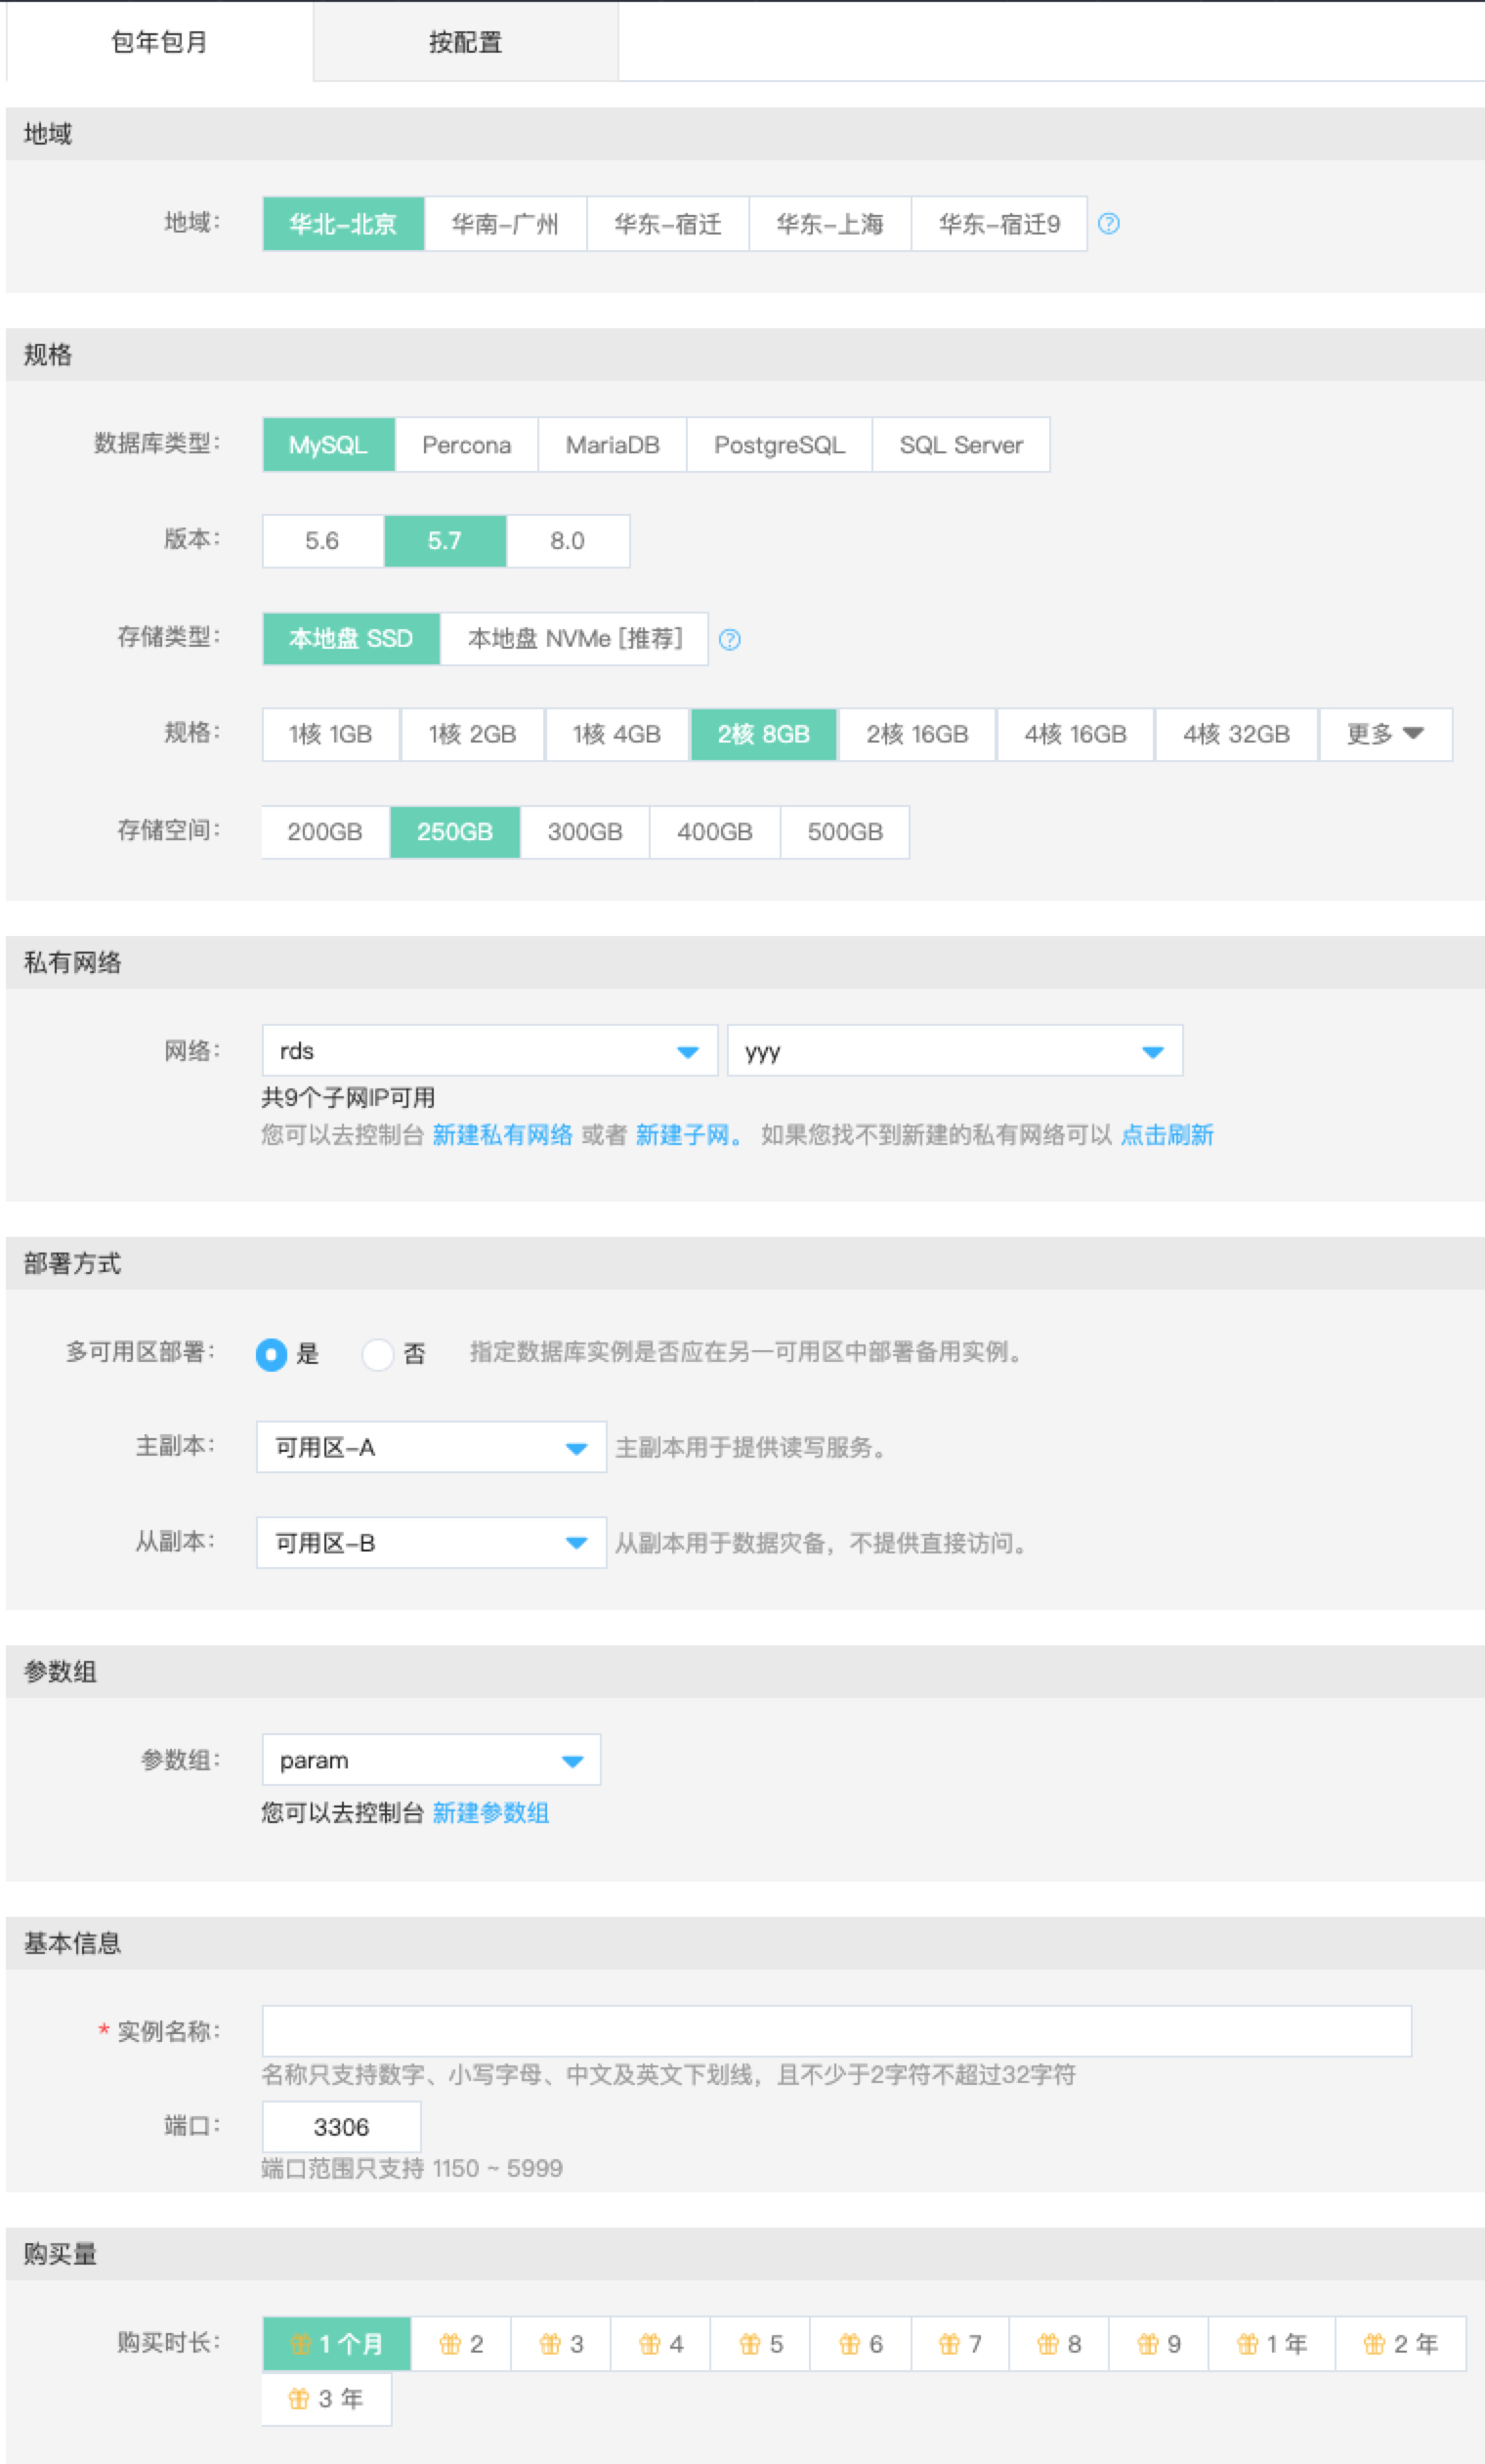 包年包月 按配置
地域
地域： 华北-北京 华南-广州 华东-宿迁 华东-上海 华东-宿迁9 ?
规格
数据库类型： MySQL Percona MariaDB PostgreSQL SQL Server
版本： 5.6 5.7 8.0
存储类型： 本地盘 SSD 本地盘 NVMe [推荐] ?
规格： 1核 1GB 1核 2GB 1核 4GB 2核 8GB 2核 16GB 4核 16GB 4核 32GB 更多
存储空间： 200GB 250GB 300GB 400GB 500GB
私有网络
网络： rds yyy
共9个子网IP可用
您可以去控制台 新建私有网络 或者 新建子网。 如果您找不到新建的私有网络可以 点击刷新
部署方式
多可用区部署： 是 否 指定数据库实例是否应在另一可用区中部署备用实例。
主副本： 可用区-A 主副本用于提供读写服务。
从副本： 可用区-B 从副本用于数据灾备，不提供直接访问。
参数组
参数组： param
您可以去控制台 新建参数组
基本信息
* 实例名称：
名称只支持数字、小写字母、中文及英文下划线，且不少于2字符不超过32字符
端口： 3306
端口范围只支持 1150 ~ 5999
购买量
购买时长： 1 个月 2 3 4 5 6 7 8 9 1 年 2 年
3 年